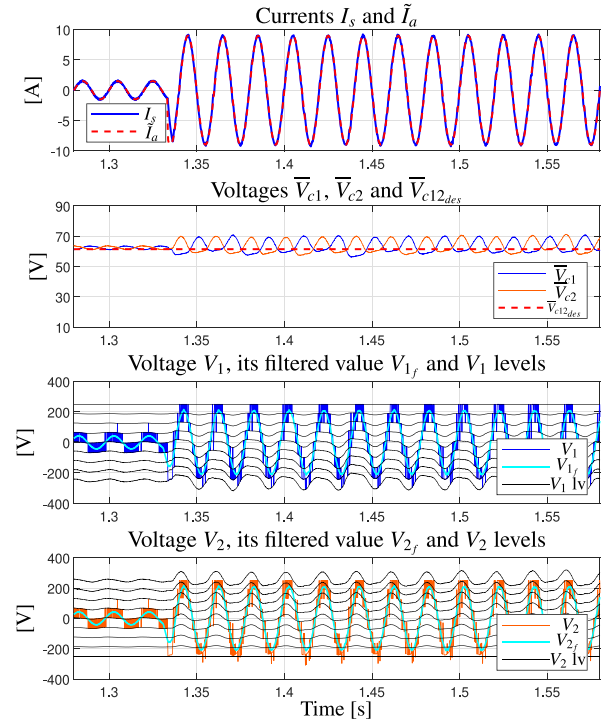 Currents I_s and Ĩ_a
10
5
0
-5
-10
[A]
I_s
Ĩ_a
1.3 1.35 1.4 1.45 1.5 1.55
Voltages V̅_c1, V̅_c2 and V̅_c12_des
90
70
50
30
10
[V]
V̅_c1
V̅_c2
V̅_c12_des
1.3 1.35 1.4 1.45 1.5 1.55
Voltage V_1, its filtered value V_1_f and V_1 levels
400
200
0
-200
-400
[V]
V_1
V_1_f
V_1 lv
1.3 1.35 1.4 1.45 1.5 1.55
Voltage V_2, its filtered value V_2_f and V_2 levels
400
200
0
-200
-400
[V]
V_2
V_2_f
V_2 lv
1.3 1.35 1.4 1.45 1.5 1.55
Time [s]